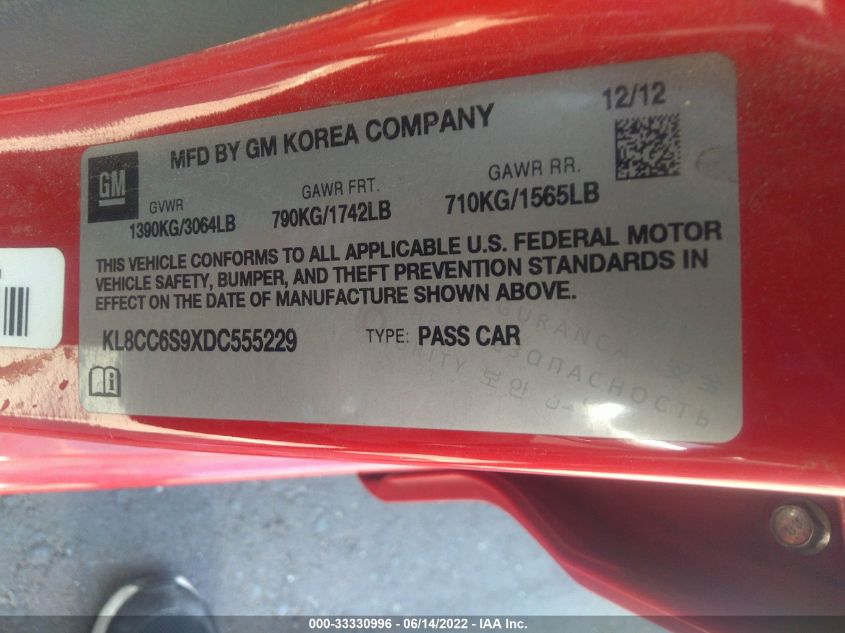 MFD BY GM KOREA COMPANY
12/12
GM
GVWR
1390KG/3064LB
GAWR FRT.
790KG/1742LB
GAWR RR.
710KG/1565LB
THIS VEHICLE CONFORMS TO ALL APPLICABLE U.S. FEDERAL MOTOR
VEHICLE SAFETY, BUMPER, AND THEFT PREVENTION STANDARDS IN
EFFECT ON THE DATE OF MANUFACTURE SHOWN ABOVE.
KL8CC6S9XDC555229
TYPE: PASS CAR
보안
000-33330996 - 06/14/2022 - IAA Inc.